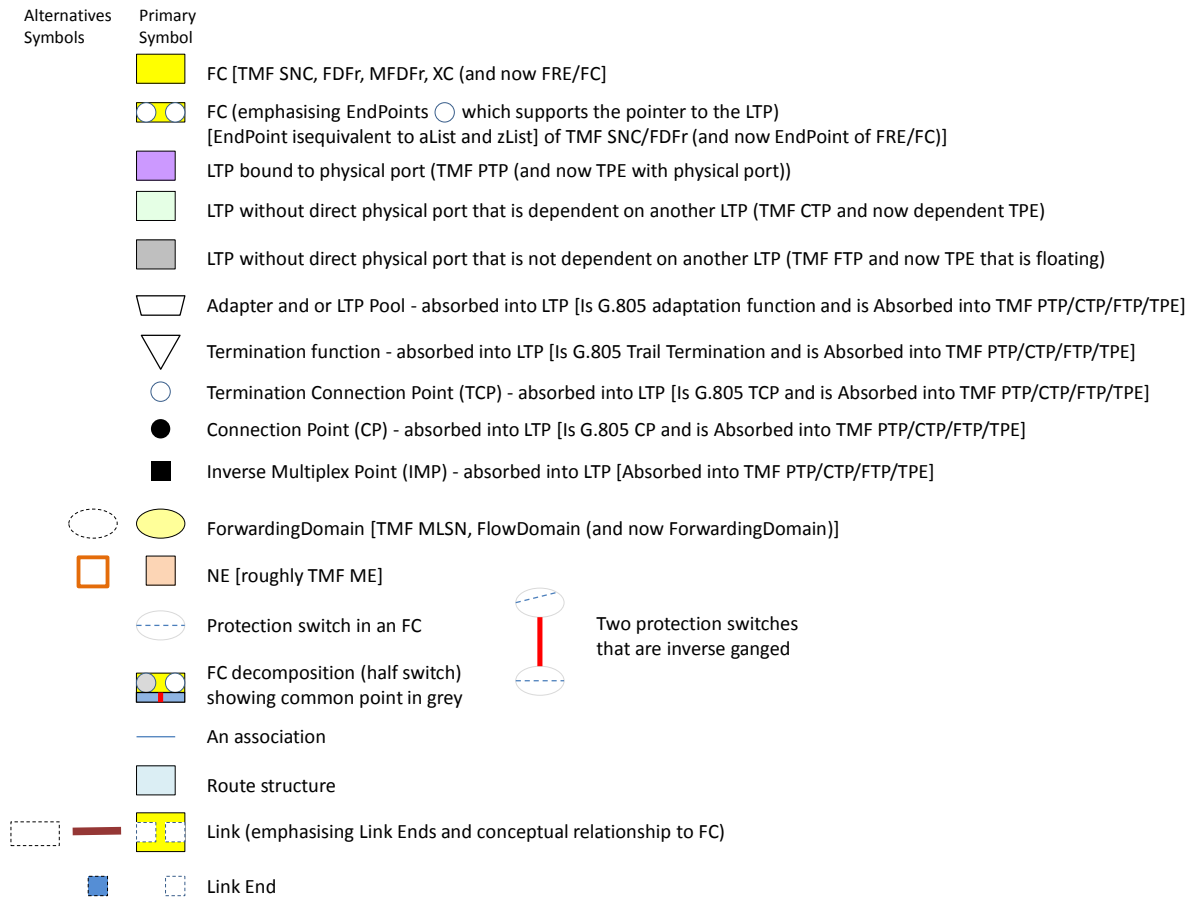 Alternatives Primary
Symbols Symbol
FC [TMF SNC, FDFr, MFDFr, XC (and now FRE/FC]
FC (emphasising EndPoints which supports the pointer to the LTP)
[EndPoint isequivalent to aList and zList] of TMF SNC/FDFr (and now EndPoint of FRE/FC)]
LTP bound to physical port (TMF PTP (and now TPE with physical port))
LTP without direct physical port that is dependent on another LTP (TMF CTP and now dependent TPE)
LTP without direct physical port that is not dependent on another LTP (TMF FTP and now TPE that is floating)
Adapter and or LTP Pool - absorbed into LTP [Is G.805 adaptation function and is Absorbed into TMF PTP/CTP/FTP/TPE]
Termination function - absorbed into LTP [Is G.805 Trail Termination and is Absorbed into TMF PTP/CTP/FTP/TPE]
Termination Connection Point (TCP) - absorbed into LTP [Is G.805 TCP and is Absorbed into TMF PTP/CTP/FTP/TPE]
Connection Point (CP) - absorbed into LTP [Is G.805 CP and is Absorbed into TMF PTP/CTP/FTP/TPE]
Inverse Multiplex Point (IMP) - absorbed into LTP [Absorbed into TMF PTP/CTP/FTP/TPE]
ForwardingDomain [TMF MLSN, FlowDomain (and now ForwardingDomain)]
NE [roughly TMF ME]
Protection switch in an FC
Two protection switches
that are inverse ganged
FC decomposition (half switch)
showing common point in grey
An association
Route structure
Link (emphasising Link Ends and conceptual relationship to FC)
Link End